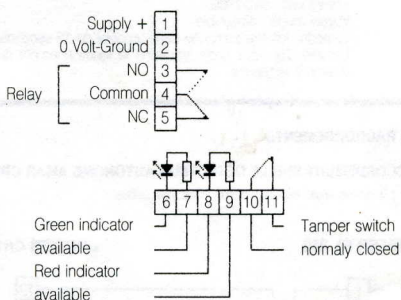 Supply + 1
0 Volt-Ground 2
NO 3
Relay Common 4
NC 5
6 7 8 9 10 11
Green indicator Tamper switch
available normaly closed
Red indicator
available